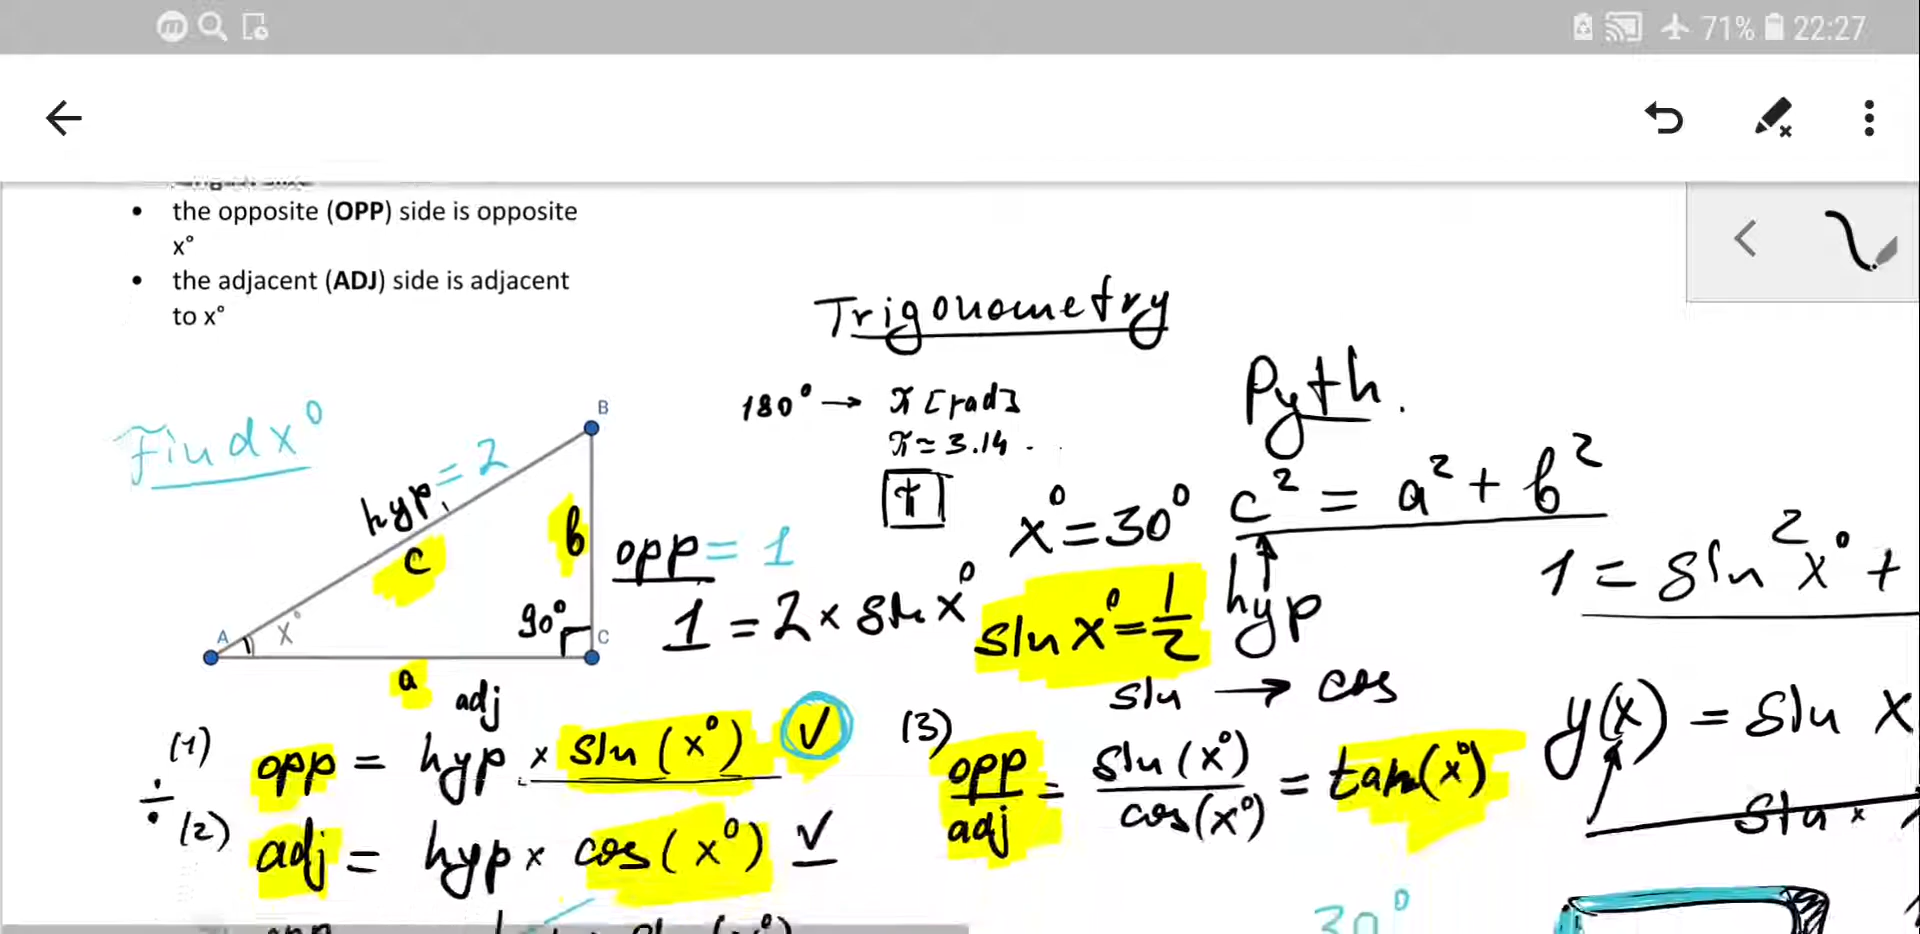 71% 22:27
• the opposite (OPP) side is opposite
x°
• the adjacent (ADJ) side is adjacent
to x°
Trigonometry
Find x°
180° → π [rad]
π ≈ 3.14
Pyth.
c² = a² + b²
hyp
B
hyp. = 2
c
b
opp = 1
x° = 30°
1 = sin² x° +
1 = 2 × sin x°
sin x° = 1/2
90°
A
x°
C
a
adj
sin → cos
y(x) = sin x
(1) opp = hyp × sin (x°) ✓
÷
(2) adj = hyp × cos (x°) ✓
(3) opp/adj = sin (x°)/cos (x°) = tan (x°)
sin x
30°